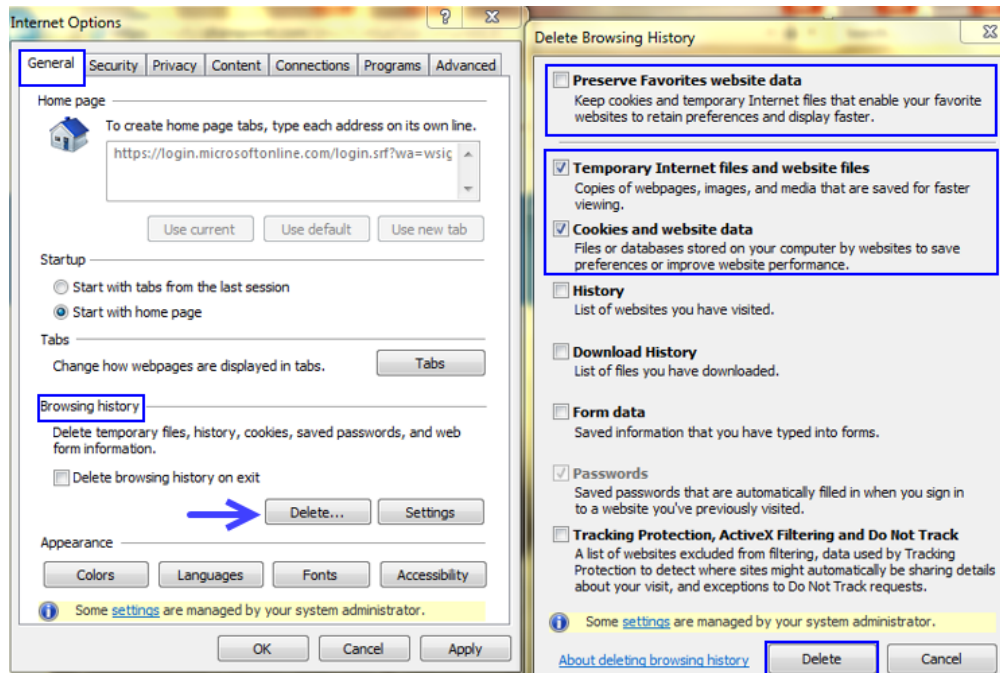 Internet Options
General Security Privacy Content Connections Programs Advanced
Home page
To create home page tabs, type each address on its own line.
https://login.microsoftonline.com/login.srf?wa=wsig
Use current Use default Use new tab
Startup
Start with tabs from the last session
Start with home page
Tabs
Change how webpages are displayed in tabs.
Tabs
Browsing history
Delete temporary files, history, cookies, saved passwords, and web
form information.
Delete browsing history on exit
Delete... Settings
Appearance
Colors Languages Fonts Accessibility
Some settings are managed by your system administrator.
OK Cancel Apply
Delete Browsing History
Preserve Favorites website data
Keep cookies and temporary Internet files that enable your favorite
websites to retain preferences and display faster.
Temporary Internet files and website files
Copies of webpages, images, and media that are saved for faster
viewing.
Cookies and website data
Files or databases stored on your computer by websites to save
preferences or improve website performance.
History
List of websites you have visited.
Download History
List of files you have downloaded.
Form data
Saved information that you have typed into forms.
Passwords
Saved passwords that are automatically filled in when you sign in
to a website you've previously visited.
Tracking Protection, ActiveX Filtering and Do Not Track
A list of websites excluded from filtering, data used by Tracking
Protection to detect where sites might automatically be sharing details
about your visit, and exceptions to Do Not Track requests.
Some settings are managed by your system administrator.
About deleting browsing history Delete Cancel